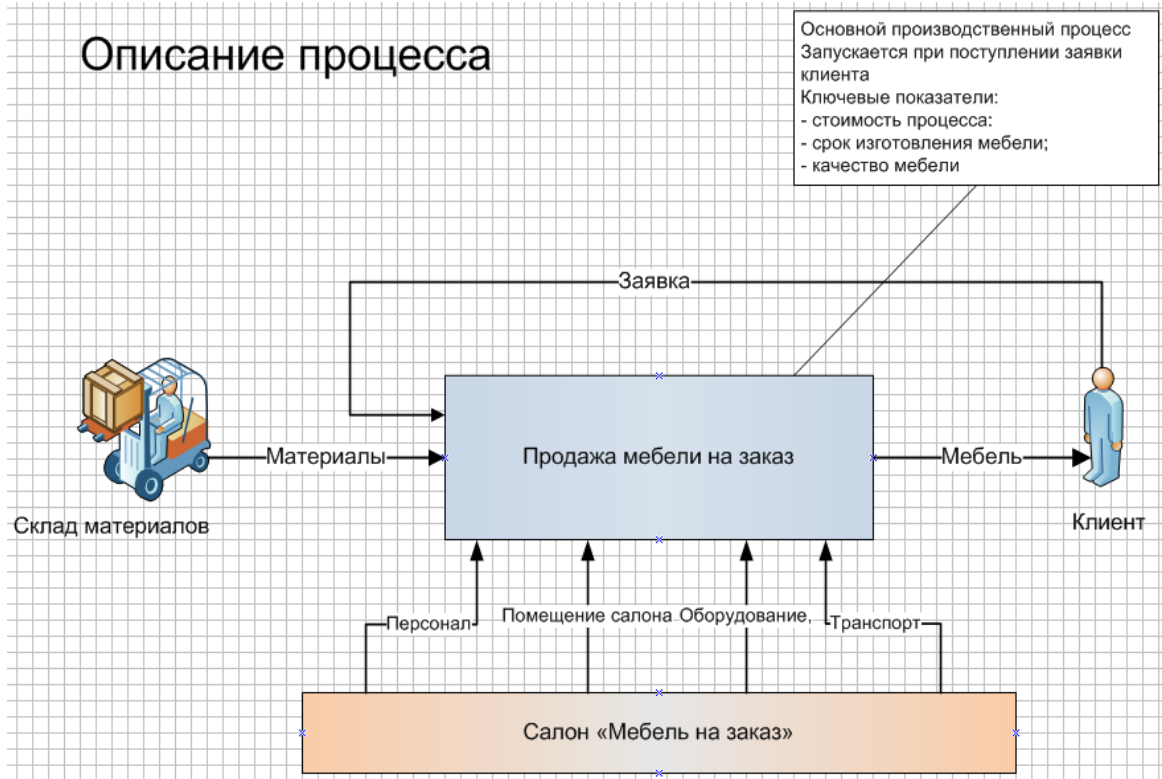 Описание процесса
Основной производственный процесс
Запускается при поступлении заявки
клиента
Ключевые показатели:
- стоимость процесса:
- срок изготовления мебели;
- качество мебели
Заявка
Материалы
Продажа мебели на заказ
Мебель
Склад материалов
Клиент
Персонал
Помещение салона
Оборудование,
Транспорт
Салон «Мебель на заказ»